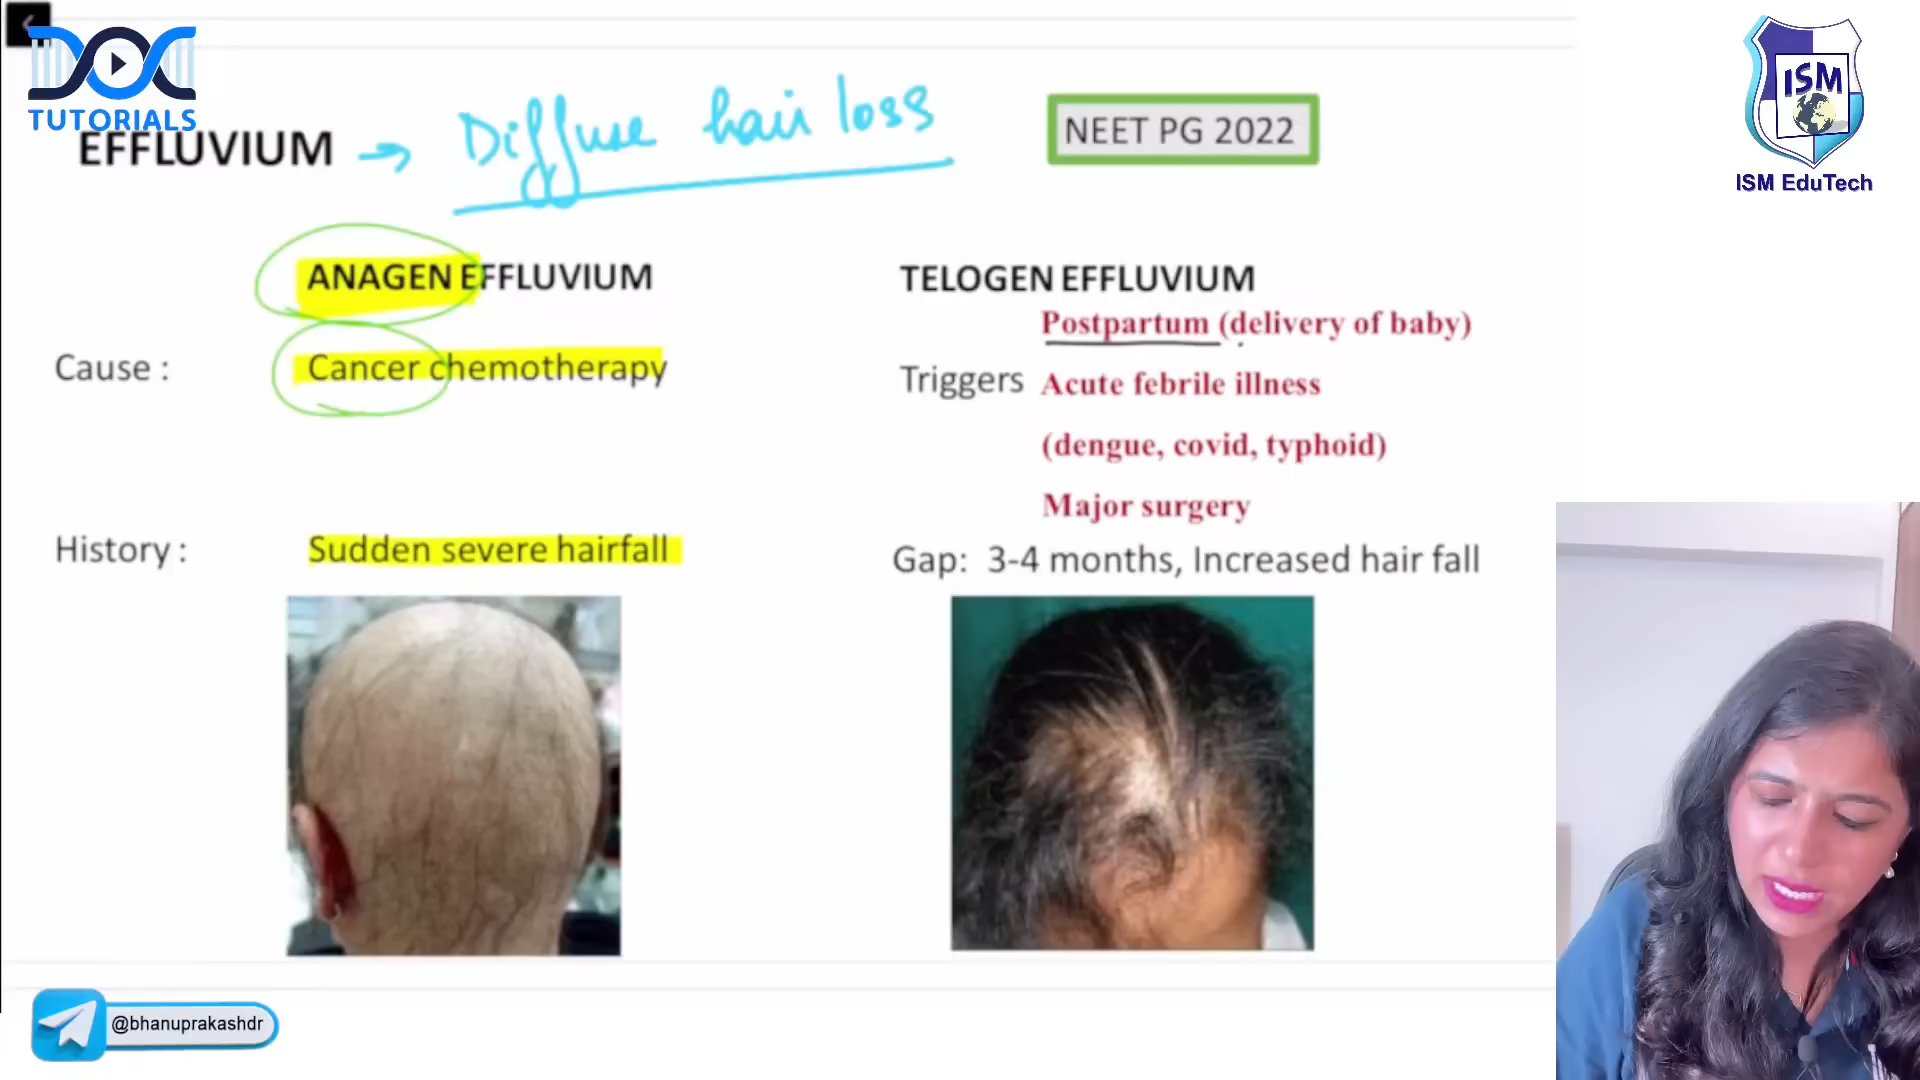 DOC
TUTORIALS
EFFLUVIUM → Diffuse hair loss
NEET PG 2022
ISM
ISM EduTech
ANAGEN EFFLUVIUM
Cause : Cancer chemotherapy
History : Sudden severe hairfall
TELOGEN EFFLUVIUM
Postpartum (delivery of baby)
Triggers Acute febrile illness
(dengue, covid, typhoid)
Major surgery
Gap: 3-4 months, Increased hair fall
@bhanuprakashdr